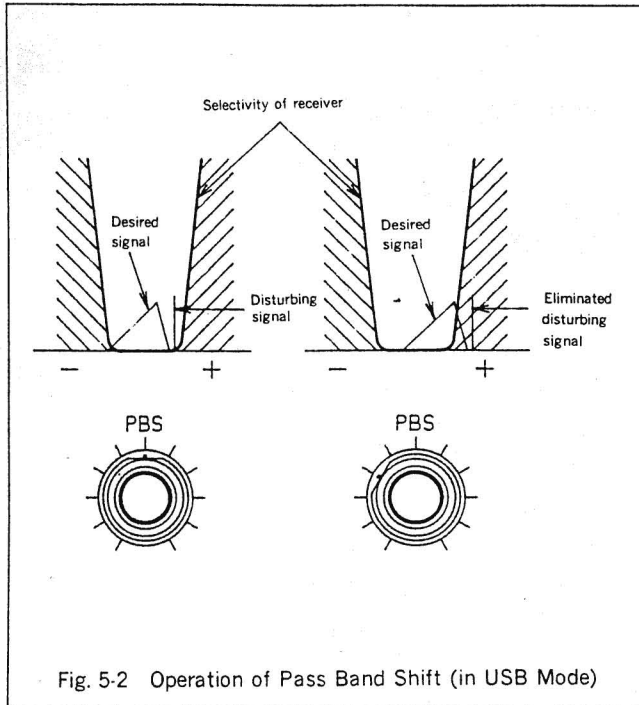 Selectivity of receiver
Desired
signal
Disturbing
signal
Desired
signal
Eliminated
disturbing
signal
− +
− +
PBS
PBS
Fig. 5-2 Operation of Pass Band Shift (in USB Mode)